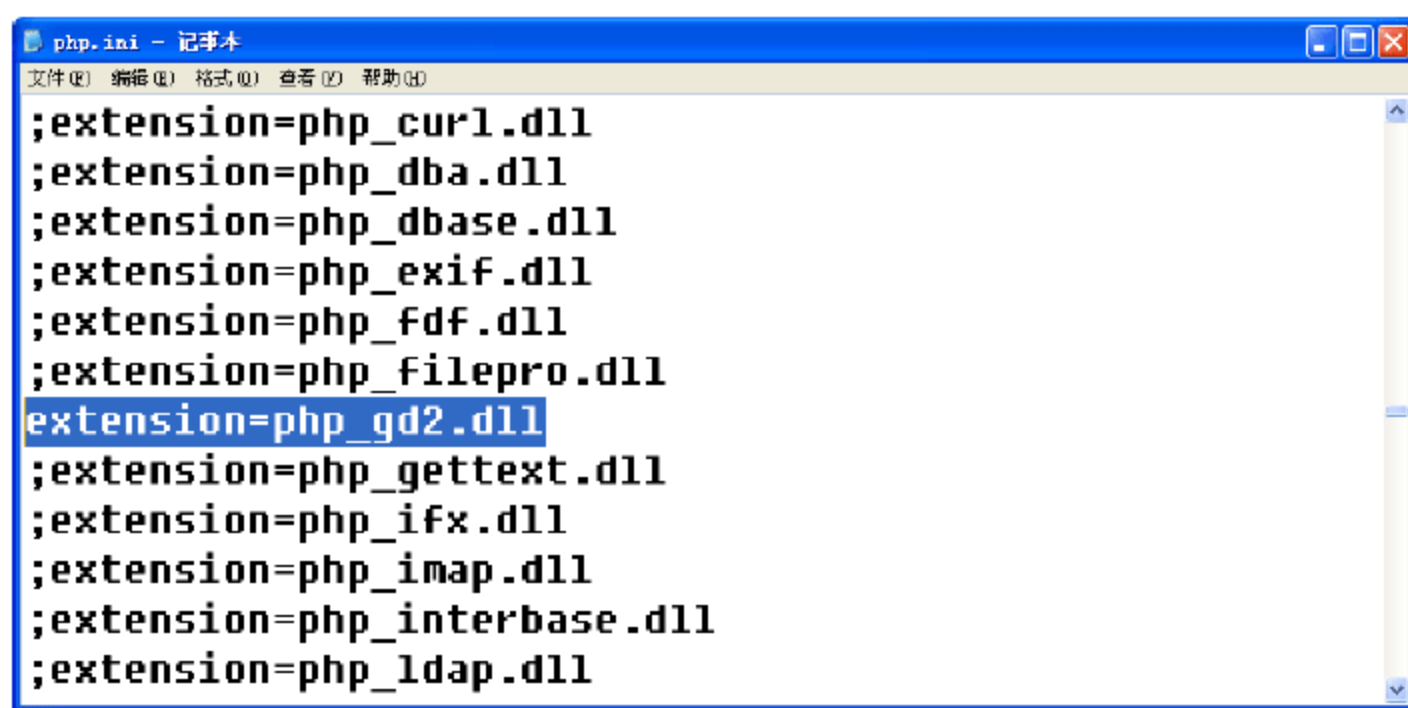 php.ini - 记事本
文件(F) 编辑(E) 格式(O) 查看(V) 帮助(H)
;extension=php_curl.dll
;extension=php_dba.dll
;extension=php_dbase.dll
;extension=php_exif.dll
;extension=php_fdf.dll
;extension=php_filepro.dll
extension=php_gd2.dll
;extension=php_gettext.dll
;extension=php_ifx.dll
;extension=php_imap.dll
;extension=php_interbase.dll
;extension=php_ldap.dll